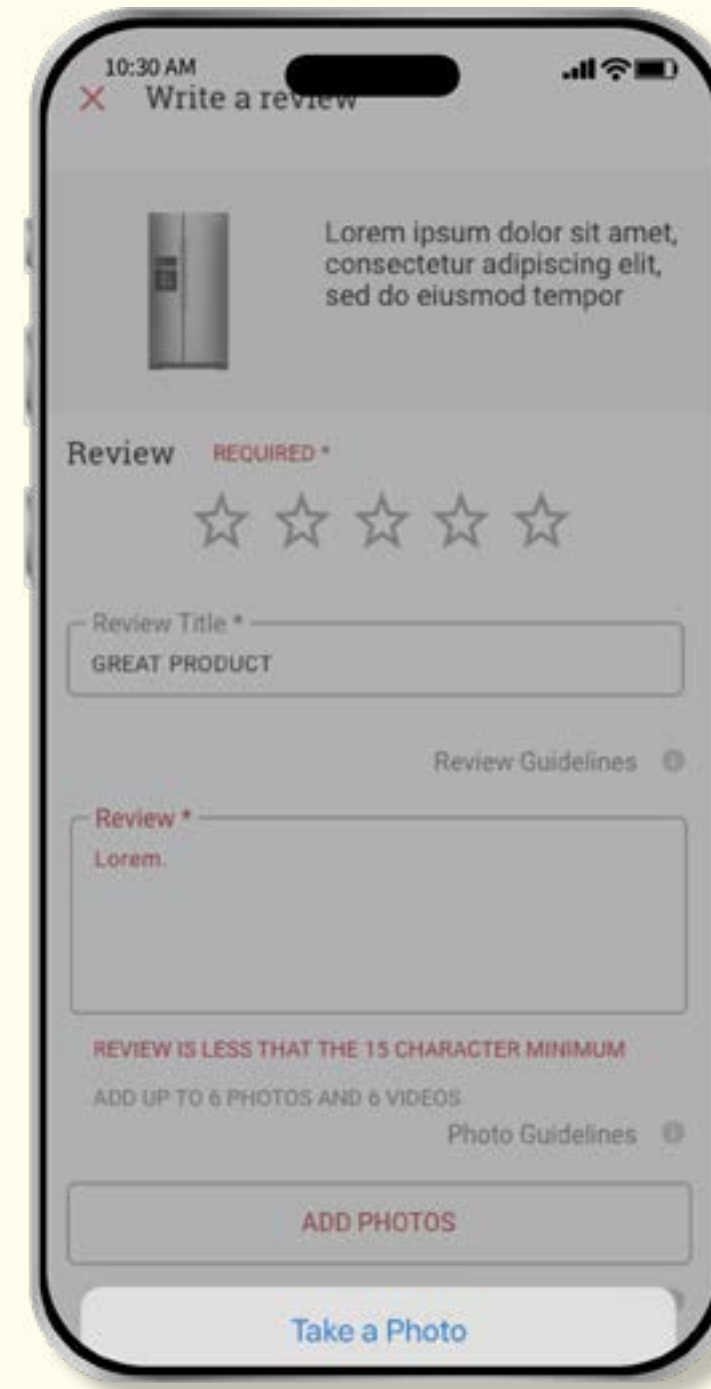 10:30 AM
Write a review
Lorem ipsum dolor sit amet,
consectetur adipiscing elit,
sed do eiusmod tempor
Review REQUIRED *
Review Title *
GREAT PRODUCT
Review Guidelines
Review *
Lorem.
REVIEW IS LESS THAT THE 15 CHARACTER MINIMUM
ADD UP TO 6 PHOTOS AND 6 VIDEOS
Photo Guidelines
ADD PHOTOS
Take a Photo